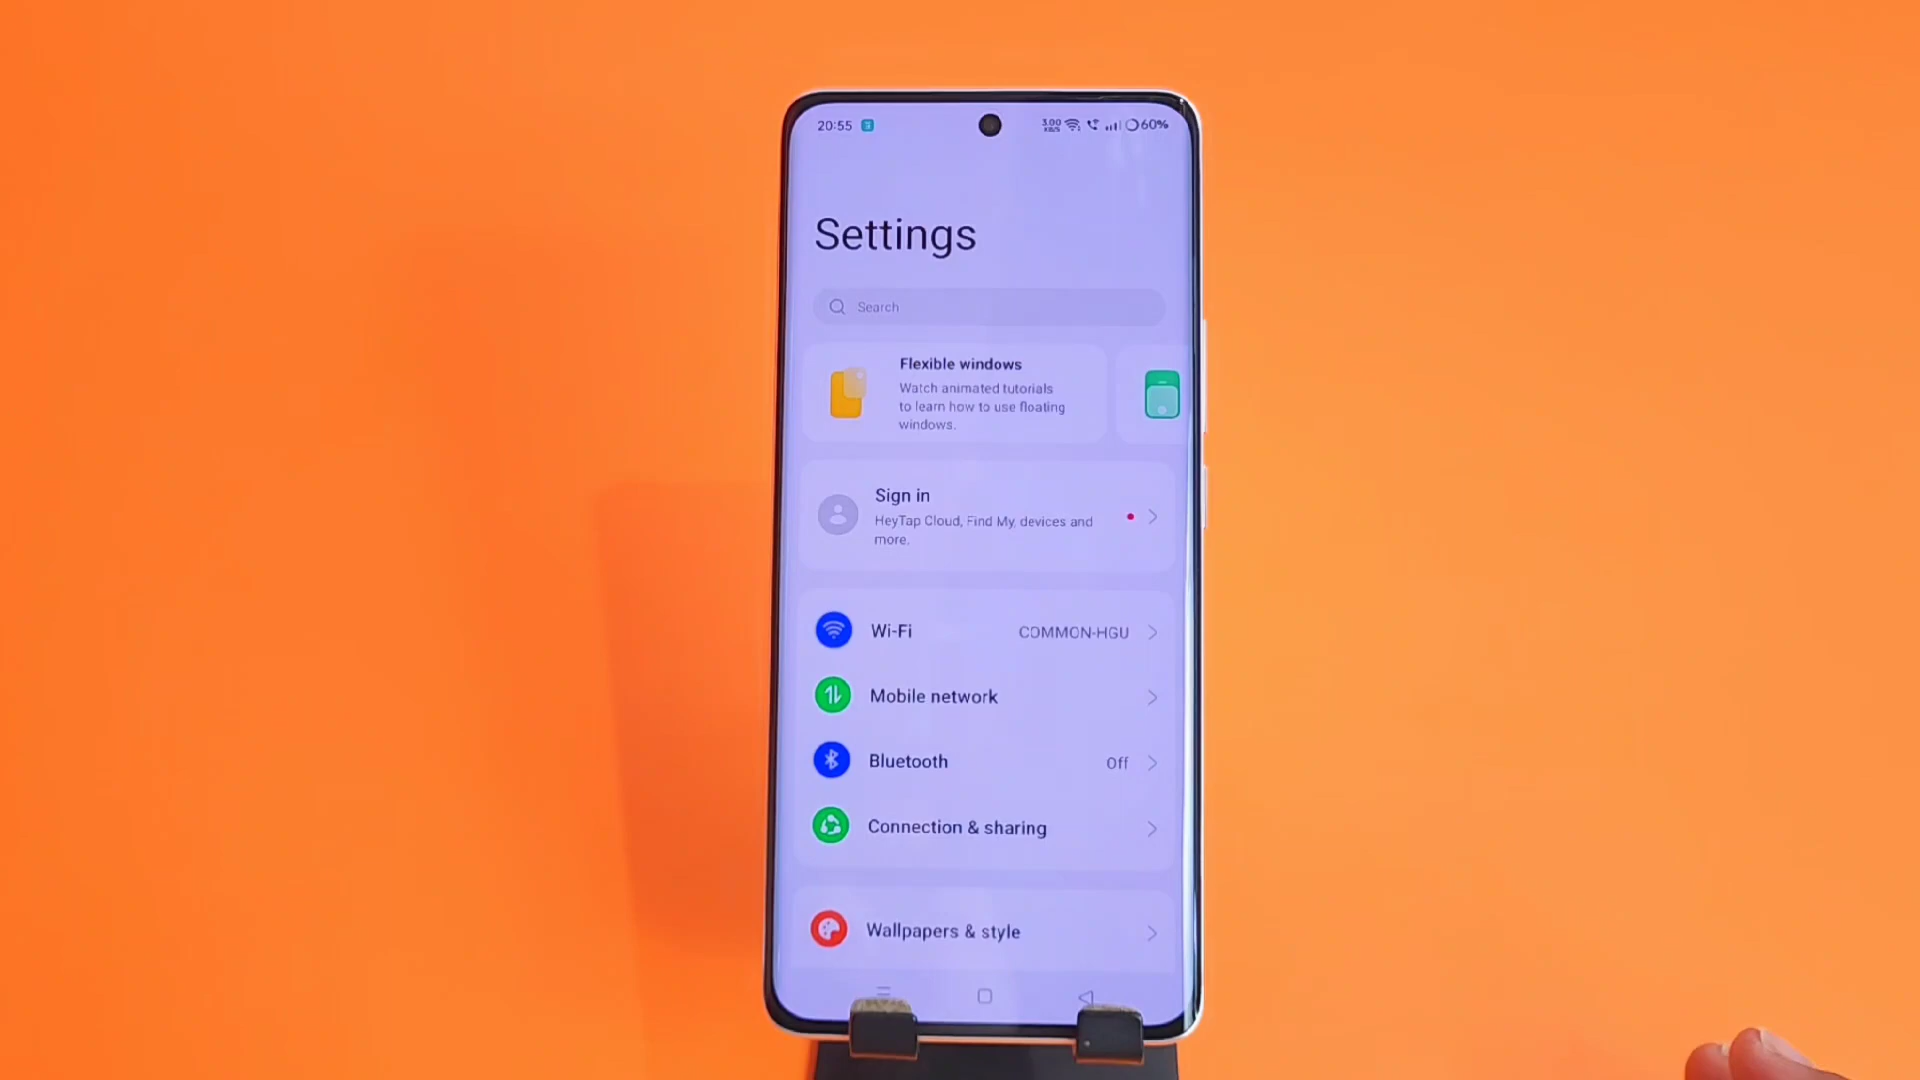 20:55
3.00 KB/S 60%
Settings
Search
Flexible windows
Watch animated tutorials
to learn how to use floating
windows.
Sign in
HeyTap Cloud, Find My, devices and
more.
Wi-Fi COMMON-HGU
Mobile network
Bluetooth Off
Connection & sharing
Wallpapers & style